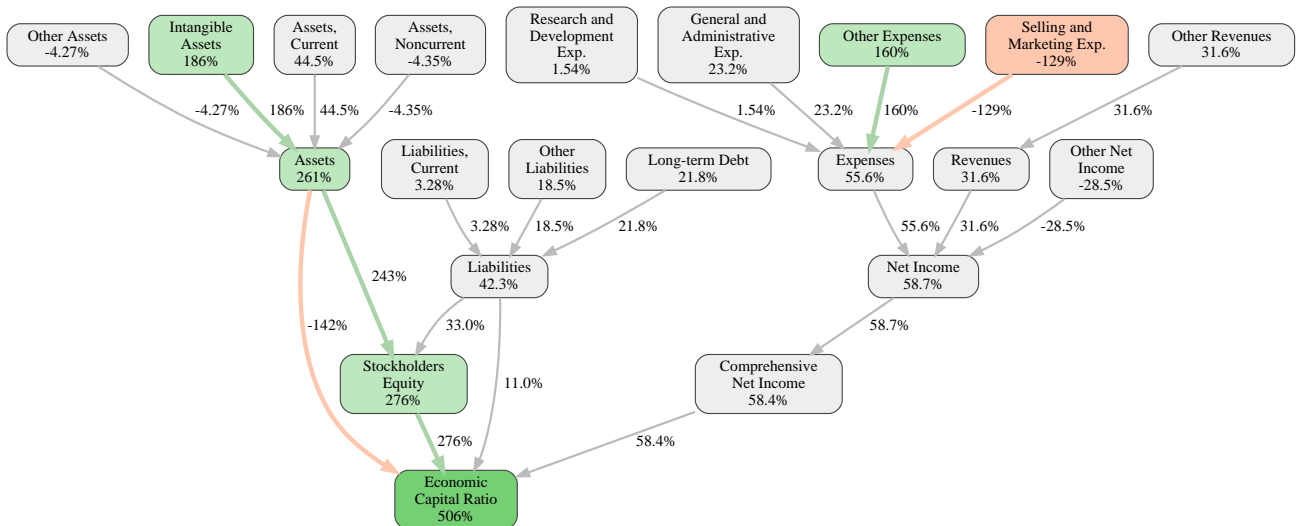 Other Assets
-4.27%
Intangible
Assets
186%
Assets,
Current
44.5%
Assets,
Noncurrent
-4.35%
Research and
Development
Exp.
1.54%
General and
Administrative
Exp.
23.2%
Other Expenses
160%
Selling and
Marketing Exp.
-129%
Other Revenues
31.6%
-4.27%
186%
44.5%
-4.35%
1.54%
23.2%
160%
-129%
31.6%
Assets
261%
Liabilities,
Current
3.28%
Other
Liabilities
18.5%
Long-term Debt
21.8%
Expenses
55.6%
Revenues
31.6%
Other Net
Income
-28.5%
3.28%
18.5%
21.8%
55.6%
31.6%
-28.5%
Liabilities
42.3%
Net Income
58.7%
243%
-142%
33.0%
11.0%
58.7%
Stockholders
Equity
276%
Comprehensive
Net Income
58.4%
276%
58.4%
Economic
Capital Ratio
506%